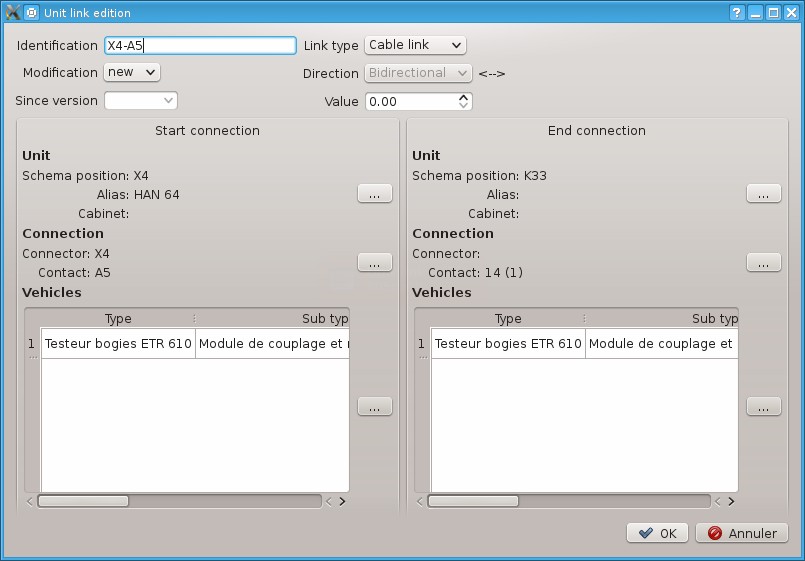 Unit link edition
Identification X4-A5 Link type Cable link
Modification new Direction Bidirectional <-->
Since version Value 0.00
Start connection
Unit
Schema position: X4
Alias: HAN 64
Cabinet:
...
Connection
Connector: X4
Contact: A5
...
Vehicles
Type Sub typ
1 Testeur bogies ETR 610 Module de couplage et
...
End connection
Unit
Schema position: K33
Alias:
Cabinet:
...
Connection
Connector:
Contact: 14 (1)
...
Vehicles
Type Sub typ
1 Testeur bogies ETR 610 Module de couplage et
...
OK Annuler